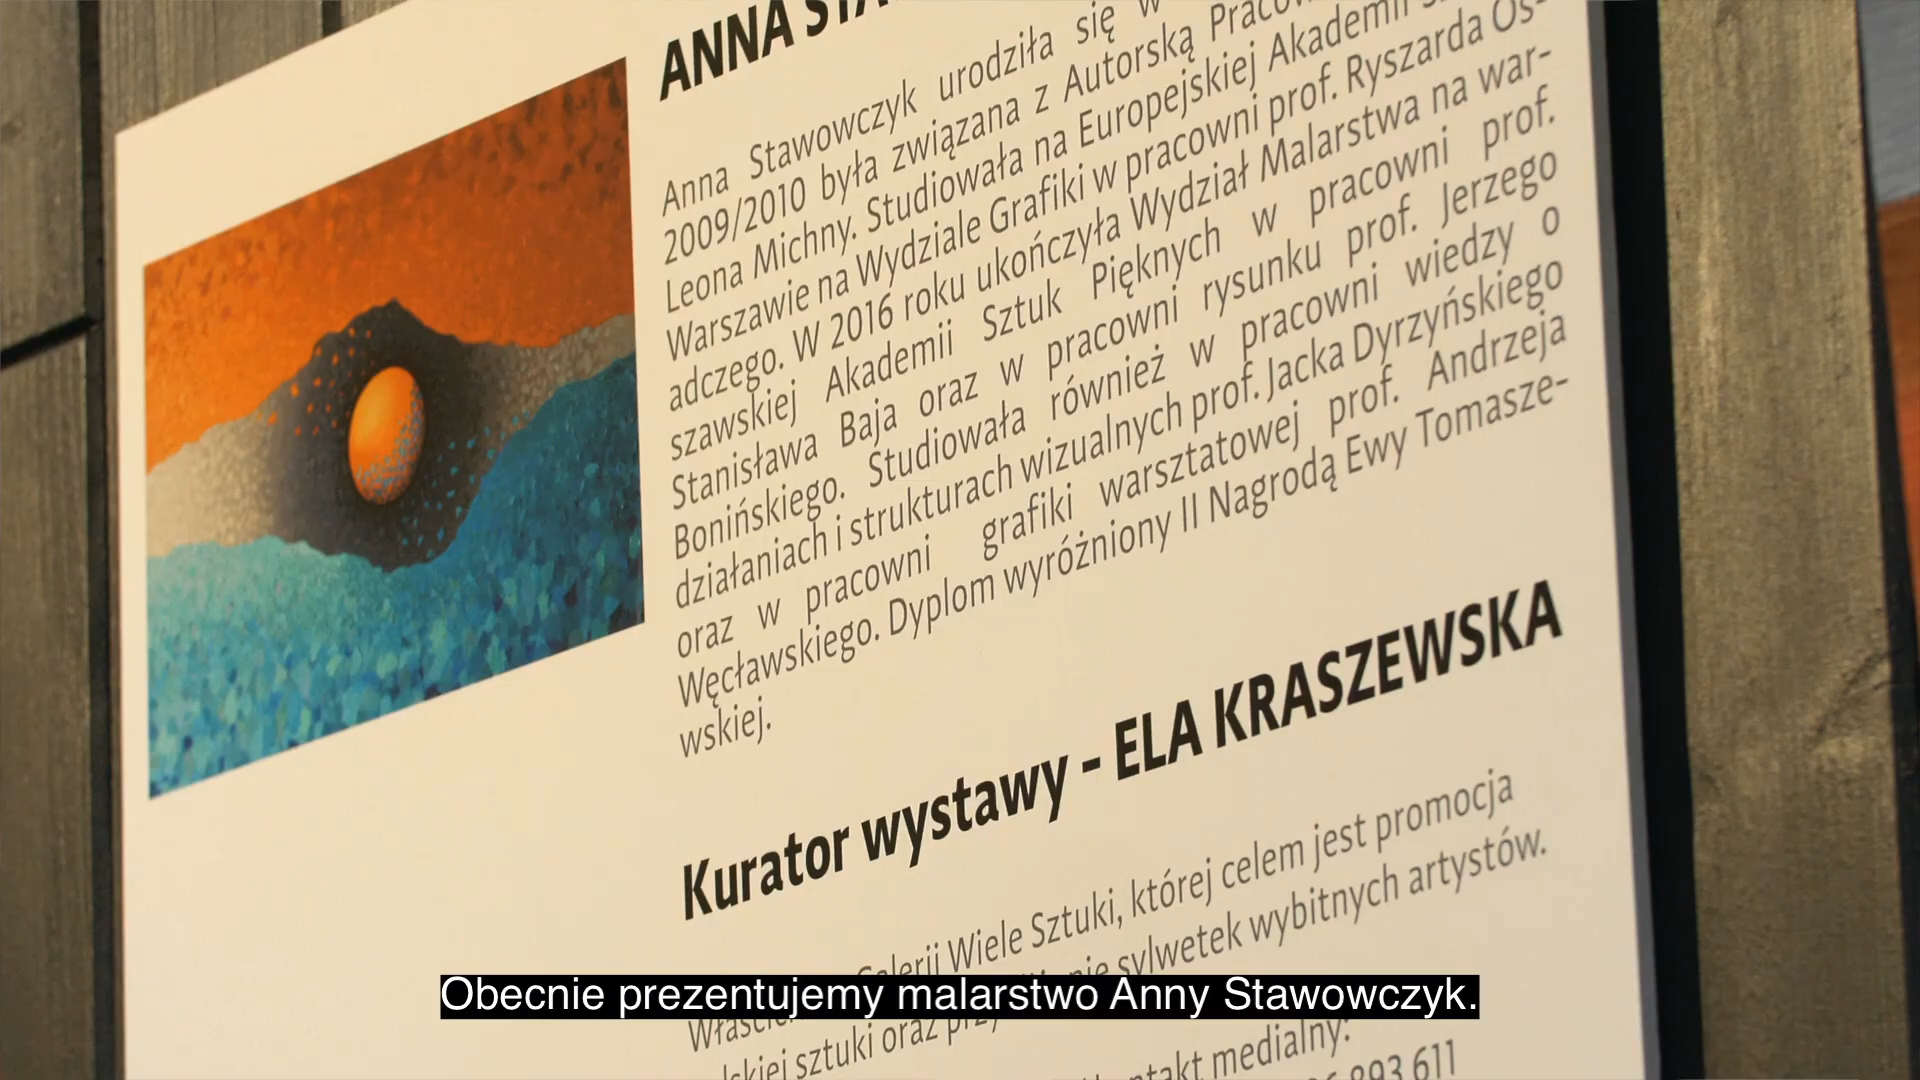 ANNA
Anna Stawowczyk urodziła się w
2009/2010 była związana z Autorską
Leona Michny. Studiowała na Europejskiej Akademii
Warszawie na Wydziale Grafiki w pracowni prof. Ryszarda Os-
adczego. W 2016 roku ukończyła Wydział Malarstwa na war-
szawskiej Akademii Sztuk Pięknych w pracowni prof.
Stanisława Baja oraz w pracowni rysunku prof. Jerzego
Bonińskiego. Studiowała również w pracowni wiedzy o
działaniach i strukturach wizualnych prof. Jacka Dyrzyńskiego
oraz w pracowni grafiki warsztatowej prof. Andrzeja
Węcławskiego. Dyplom wyróżniony II Nagrodą Ewy Tomasze-
wskiej.
Kurator wystawy - ELA KRASZEWSKA
Galerii Wiele Sztuki, której celem jest promocja
sylwetek wybitnych artystów.
sztuki oraz
medialny:
893 611
Obecnie prezentujemy malarstwo Anny Stawowczyk.